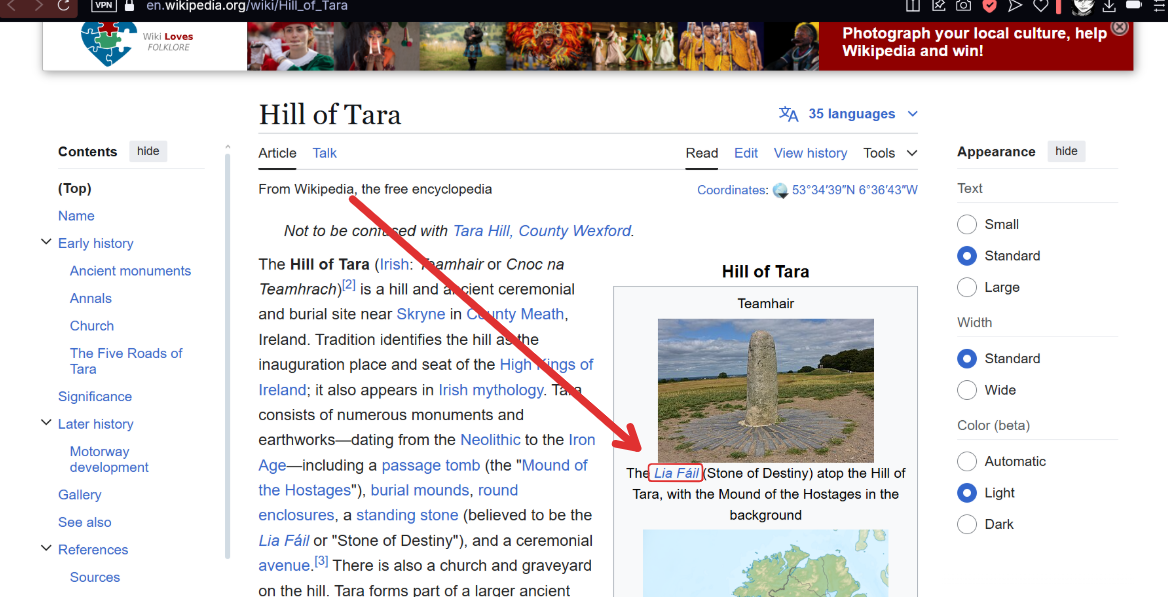 VPN
en.wikipedia.org/wiki/Hill_of_Tara
Wiki Loves
FOLKLORE
Photograph your local culture, help
Wikipedia and win!
Hill of Tara
35 languages
Contents hide
Article Talk
Read Edit View history Tools
Appearance hide
(Top)
From Wikipedia, the free encyclopedia
Coordinates: 53°34′39″N 6°36′43″W
Text
Name
Small
Early history
Not to be confused with Tara Hill, County Wexford.
Standard
Ancient monuments
Large
Annals
Church
The Five Roads of
Tara
Significance
Later history
Motorway
development
Gallery
See also
References
Sources
The Hill of Tara (Irish: Teamhair or Cnoc na
Teamhrach)[2] is a hill and ancient ceremonial
and burial site near Skryne in County Meath,
Ireland. Tradition identifies the hill as the
inauguration place and seat of the High Kings of
Ireland; it also appears in Irish mythology. Tara
consists of numerous monuments and
earthworks—dating from the Neolithic to the Iron
Age—including a passage tomb (the "Mound of
the Hostages"), burial mounds, round
enclosures, a standing stone (believed to be the
Lia Fáil or "Stone of Destiny"), and a ceremonial
avenue.[3] There is also a church and graveyard
on the hill. Tara forms part of a larger ancient
Hill of Tara
Teamhair
The Lia Fáil (Stone of Destiny) atop the Hill of
Tara, with the Mound of the Hostages in the
background
Width
Standard
Wide
Color (beta)
Automatic
Light
Dark